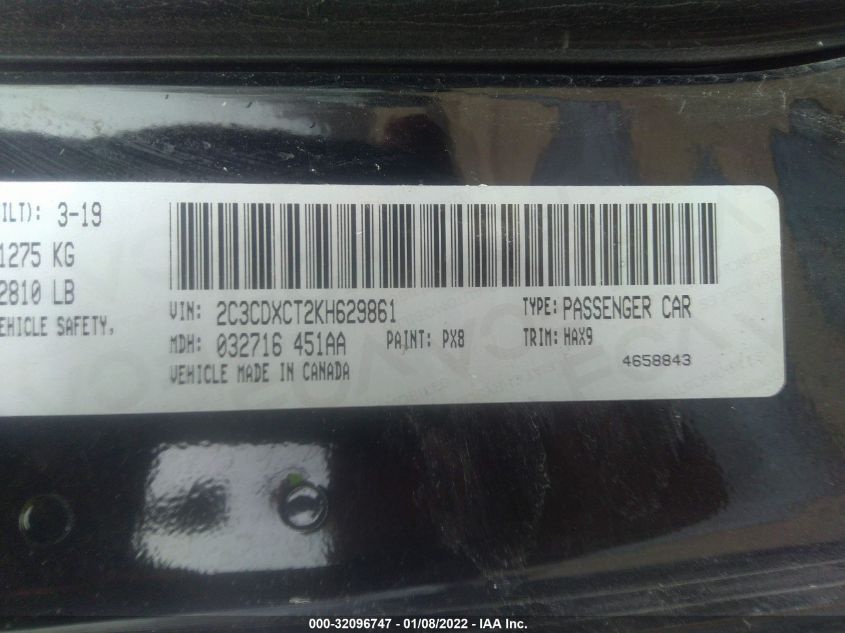 ILT): 3-19
1275 KG
2810 LB
EHICLE SAFETY,
VIN: 2C3CDXCT2KH629861
TYPE: PASSENGER CAR
MDH: 032716 451AA
PAINT: PX8
TRIM: HAX9
VEHICLE MADE IN CANADA
4658843
000-32096747 - 01/08/2022 - IAA Inc.